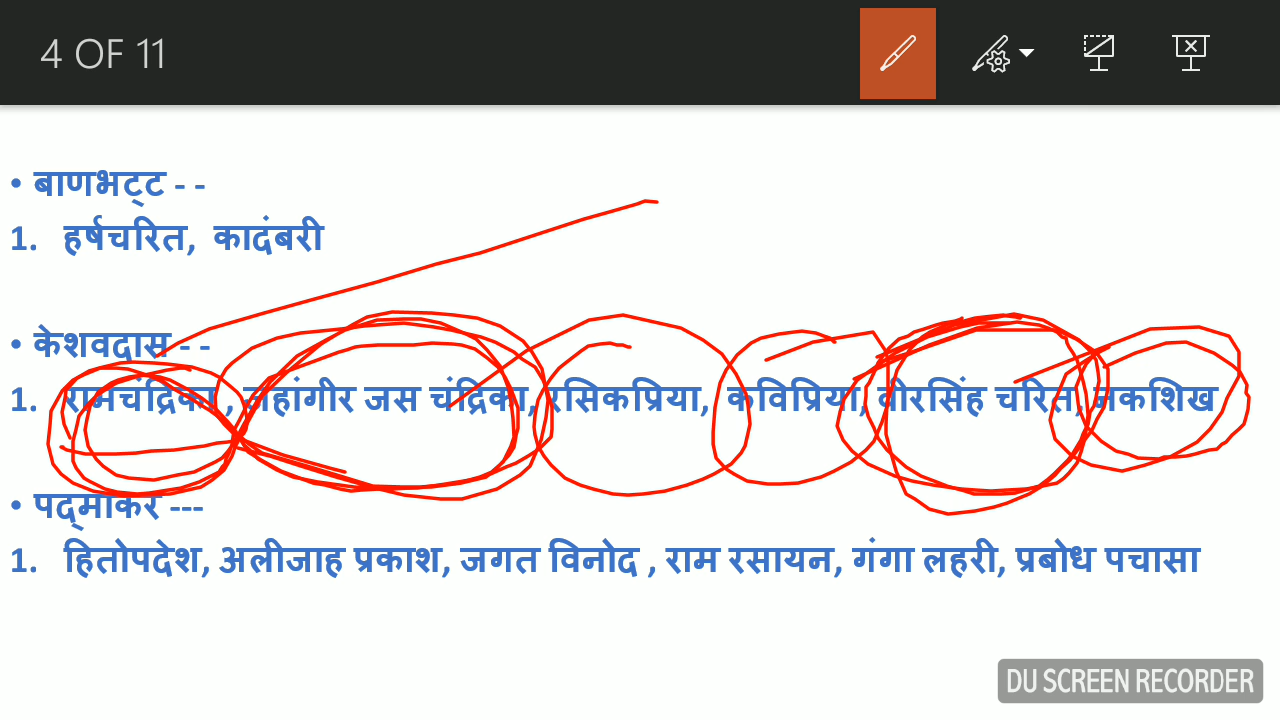 4 OF 11
• बाणभट्ट - -
1. हर्षचरित, कादंबरी
• केशवदास - -
1. रामचंद्रिका , जहांगीर जस चंद्रिका, रसिकप्रिया, कविप्रिया, वीरसिंह चरित, नकशिख
• पद्माकर ---
1. हितोपदेश, अलीजाह प्रकाश, जगत विनोद , राम रसायन, गंगा लहरी, प्रबोध पचासा
DU SCREEN RECORDER